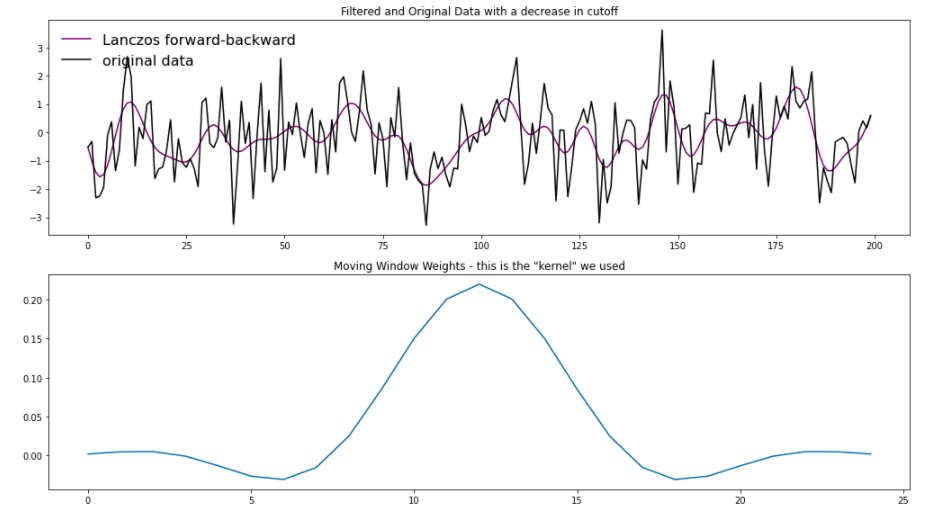 Filtered and Original Data with a decrease in cutoff
Lanczos forward-backward
original data
3
2
1
0
−1
−2
−3
0 25 50 75 100 125 150 175 200
Moving Window Weights - this is the "kernel" we used
0.20
0.15
0.10
0.05
0.00
0 5 10 15 20 25